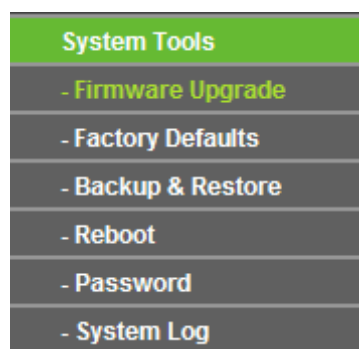 System Tools
- Firmware Upgrade
- Factory Defaults
- Backup & Restore
- Reboot
- Password
- System Log